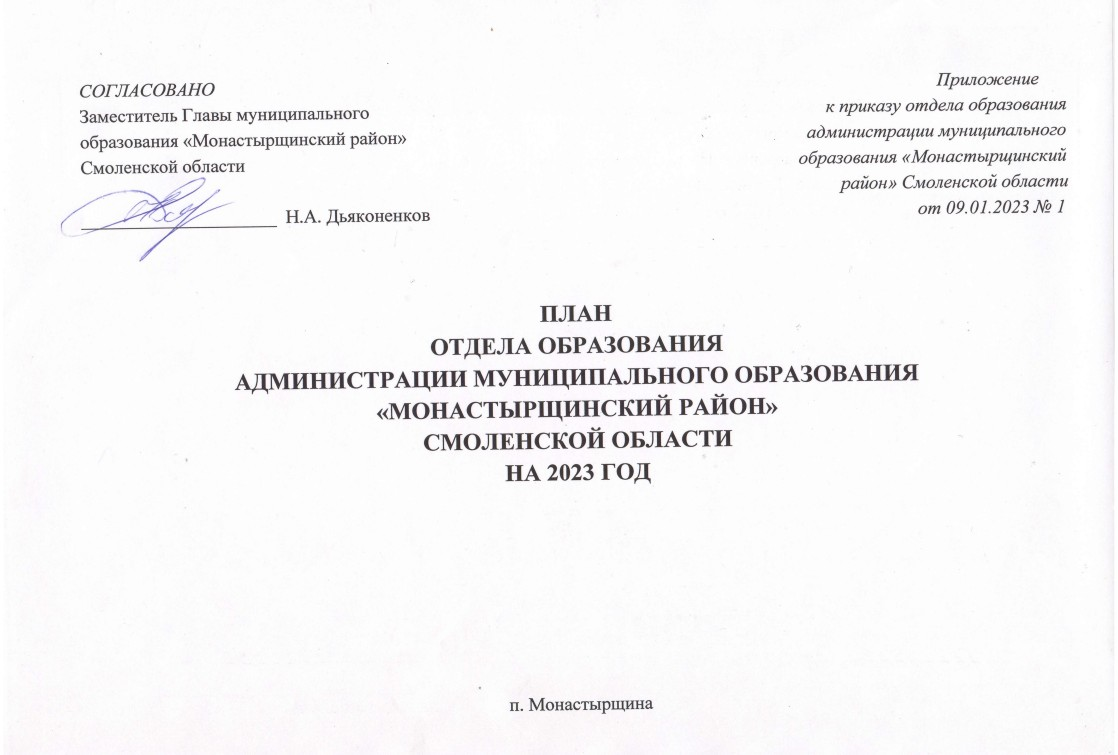 СОГЛАСОВАНО
Заместитель Главы муниципального
образования «Монастырщинский район»
Смоленской области
Н.А. Дьяконенков
Приложение
к приказу отдела образования
администрации муниципального
образования «Монастырщинский
район» Смоленской области
от 09.01.2023 № 1
ПЛАН
ОТДЕЛА ОБРАЗОВАНИЯ
АДМИНИСТРАЦИИ МУНИЦИПАЛЬНОГО ОБРАЗОВАНИЯ
«МОНАСТЫРЩИНСКИЙ РАЙОН»
СМОЛЕНСКОЙ ОБЛАСТИ
НА 2023 ГОД
п. Монастырщина